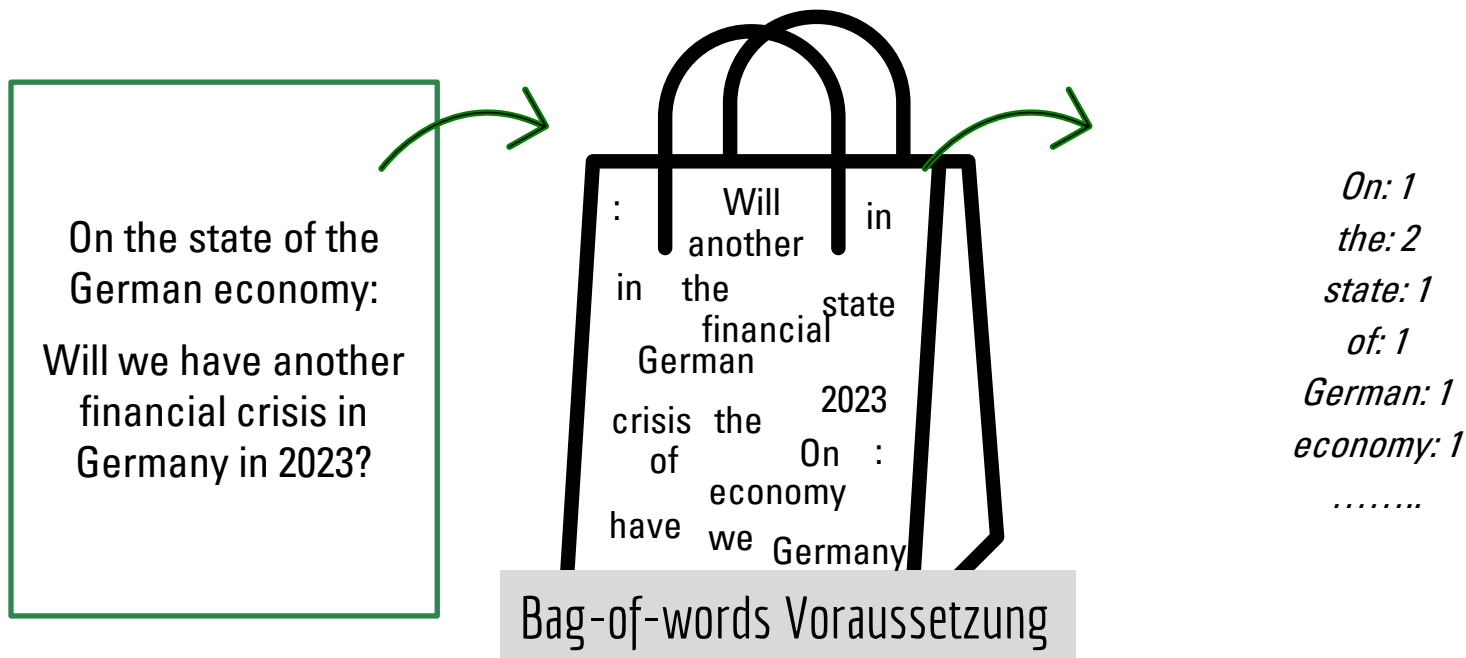 On the state of the
German economy:
Will we have another
financial crisis in
Germany in 2023?
: Will in
another
in the state
financial
German
2023
crisis the
of On :
economy
have we Germany
Bag-of-words Voraussetzung
On: 1
the: 2
state: 1
of: 1
German: 1
economy: 1
……..